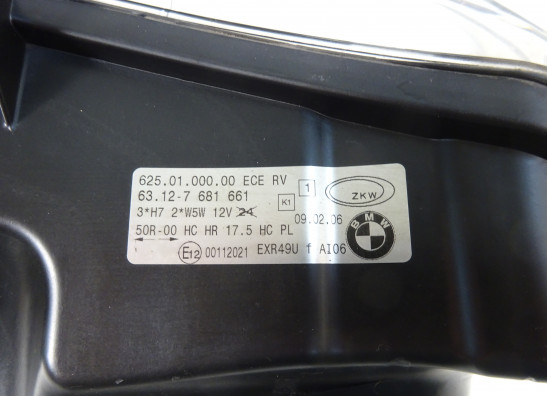 625.01.000.00 ECE RV
63.12-7 681 661
3*H7 2*W5W 12V 24
50R-00 HC HR 17.5 HC PL
E12 00112021 EXR49U f AI06
1
K1
ZKW
09.02.06
BMW